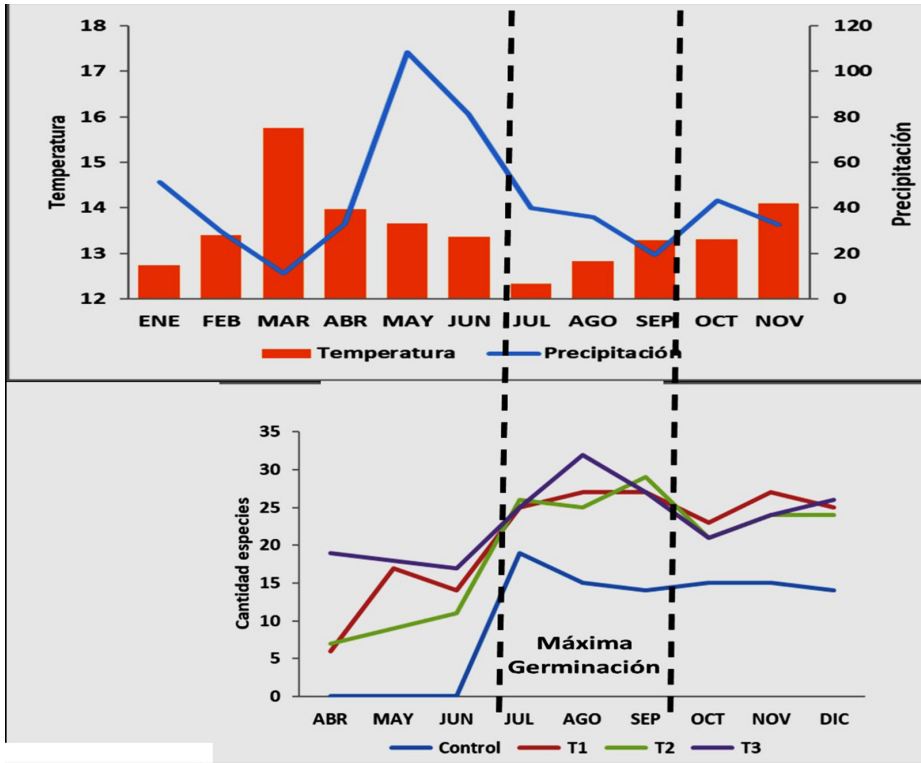 18
17
16
15
14
13
12
Temperatura
120
100
80
60
40
20
0
Precipitación
ENE FEB MAR ABR MAY JUN JUL AGO SEP OCT NOV
Temperatura Precipitación
35
30
25
20
15
10
5
0
Cantidad especies
Máxima
Germinación
ABR MAY JUN JUL AGO SEP OCT NOV DIC
Control T1 T2 T3